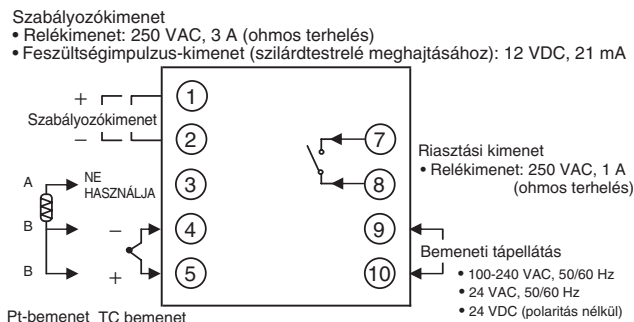 Szabályozókimenet
• Relékimenet: 250 VAC, 3 A (ohmos terhelés)
• Feszültségimpulzus-kimenet (szilárdtestrelé meghajtásához): 12 VDC, 21 mA
+
Szabályozókimenet
−
1
2
3
4
5
7
8
9
10
A
NE
HASZNÁLJA
B
−
B
+
Pt-bemenet TC bemenet
Riasztási kimenet
• Relékimenet: 250 VAC, 1 A
(ohmos terhelés)
Bemeneti tápellátás
• 100-240 VAC, 50/60 Hz
• 24 VAC, 50/60 Hz
• 24 VDC (polaritás nélkül)